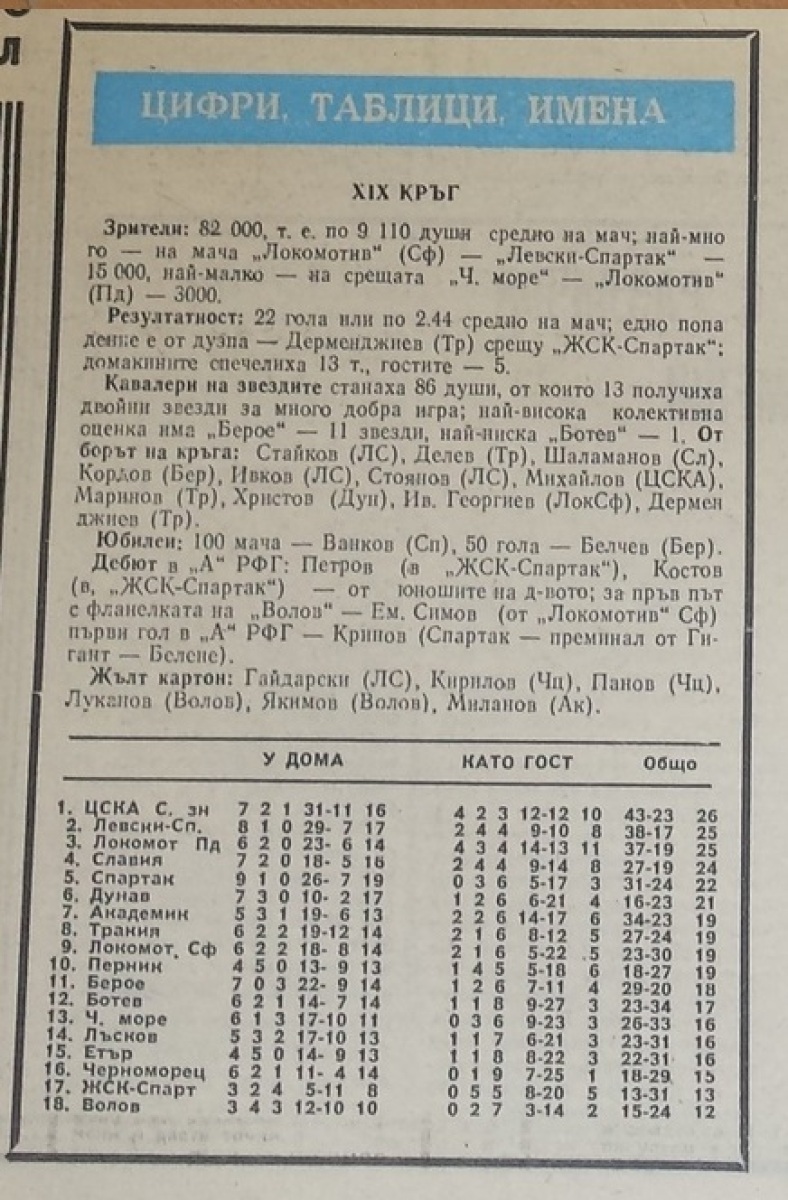 ЦИФРИ, ТАБЛИЦИ, ИМЕНА
XIX КРЪГ
Зрители: 82 000, т. е. по 9 110 души средно на мач; най-мно
го — на мача „Локомотив“ (Сф) — „Левски-Спартак“ —
15 000, най-малко — на срещата „Ч. море“ — „Локомотив“
(Пд) — 3000.
Резултатност: 22 гола или по 2.44 средно на мач; едно попа
дение е от дузпа — Дерменджиев (Тр) срещу „ЖСК-Спартак“;
домакините спечелиха 13 т., гостите — 5.
Кавалери на звездите станаха 86 души, от които 13 получиха
двойни звезди за много добра игра; най-висока колективна
оценка има „Берое“ — 11 звезди, най-ниска „Ботев“ — 1. От
борът на кръга: Стайков (ЛС), Делев (Тр), Шаламанов (Сл),
Кордов (Бер), Ивков (ЛС), Стоянов (ЛС), Михайлов (ЦСКА),
Маринов (Тр), Христов (Дун), Ив. Георгиев (ЛокСф), Дермен
джиев (Тр).
Юбилеи: 100 мача — Ванков (Сп), 50 гола — Белчев (Бер).
Дебют в „А“ РФГ: Петров (в „ЖСК-Спартак“), Костов
(в, „ЖСК-Спартак“) — от юношите на д-вото; за пръв път
с фланелката на „Волов“ — Ем. Симов (от „Локомотив“ Сф)
първи гол в „А“ РФГ — Кринов (Спартак — преминал от Ги-
гант — Белене).
Жълт картон: Гайдарски (ЛС), Кирилов (Чц), Панов (Чц),
Луканов (Волов), Якимов (Волов), Миланов (Ак).
У ДОМА КАТО ГОСТ Общо
1. ЦСКА С. зн 7 2 1 31-11 16 4 2 3 12-12 10 43-23 26
2. Левски-Сп. 8 1 0 29- 7 17 2 4 4 9-10 8 38-17 25
3. Локомот Пд 6 2 0 23- 6 14 4 3 4 14-13 11 37-19 25
4. Славия 7 2 0 18- 5 16 2 4 4 9-14 8 27-19 24
5. Спартак 9 1 0 26- 7 19 0 3 6 5-17 3 31-24 22
6. Дунав 7 3 0 10- 2 17 1 2 6 6-21 4 16-23 21
7. Академик 5 3 1 19- 6 13 2 2 6 14-17 6 34-23 19
8. Тракия 6 2 2 19-12 14 2 1 6 8-12 5 27-24 19
9. Локомот. Сф 6 2 2 18- 8 14 2 1 6 5-22 5 23-30 19
10. Перник 4 5 0 13- 9 13 1 4 5 5-18 6 18-27 19
11. Берое 7 0 3 22- 9 14 1 2 6 7-11 4 29-20 18
12. Ботев 6 2 1 14- 7 14 1 1 8 9-27 3 23-34 17
13. Ч. море 6 1 3 17-10 11 0 3 6 9-23 3 26-33 16
14. Лъсков 5 3 2 17-10 13 1 1 7 6-21 3 23-31 16
15. Етър 4 5 0 14- 9 13 1 1 8 8-22 3 22-31 16
16. Черноморец 6 2 1 11- 4 14 0 1 9 7-25 1 18-29 15
17. ЖСК-Спарт 3 2 4 5-11 8 0 5 5 8-20 5 13-31 13
18. Волов 3 4 3 12-10 10 0 2 7 3-14 2 15-24 12